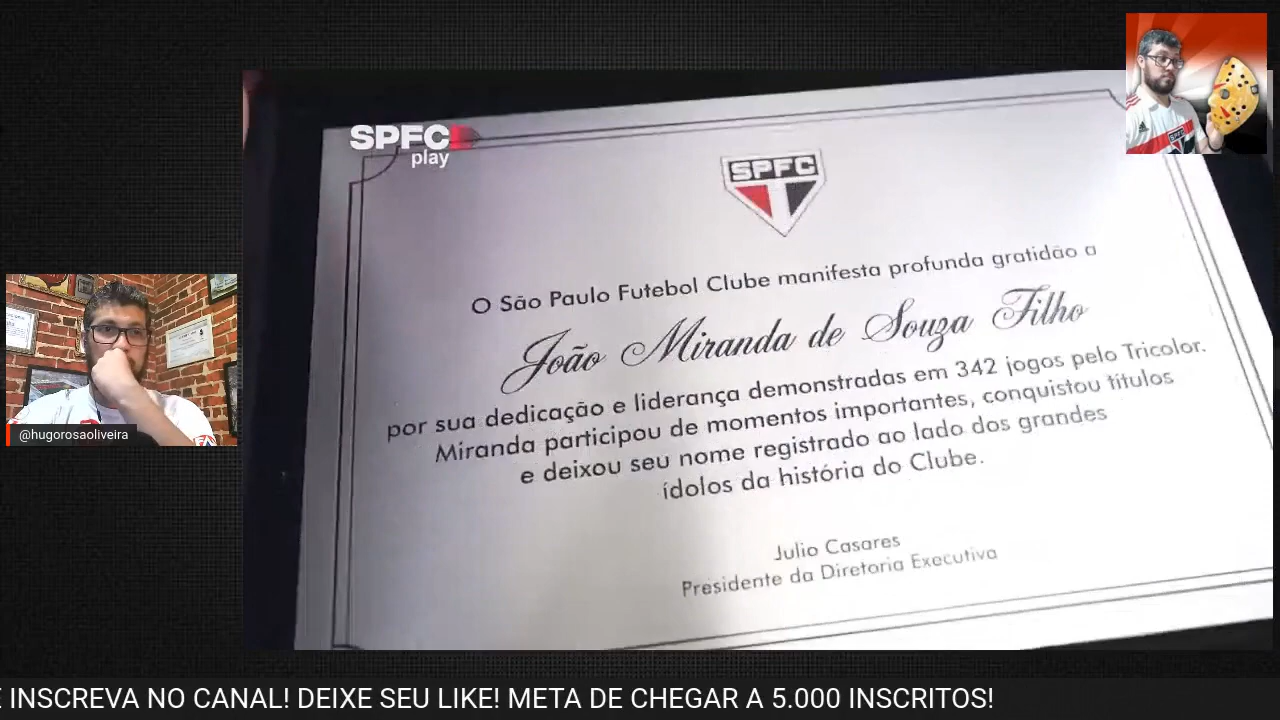 SPFC
play
SPFC
O São Paulo Futebol Clube manifesta profunda gratidão a
João Miranda de Souza Filho
por sua dedicação e liderança demonstradas em 342 jogos pelo Tricolor.
Miranda participou de momentos importantes, conquistou títulos
e deixou seu nome registrado ao lado dos grandes
ídolos da história do Clube.
Julio Casares
Presidente da Diretoria Executiva
@hugorosaoliveira
E INSCREVA NO CANAL! DEIXE SEU LIKE! META DE CHEGAR A 5.000 INSCRITOS!